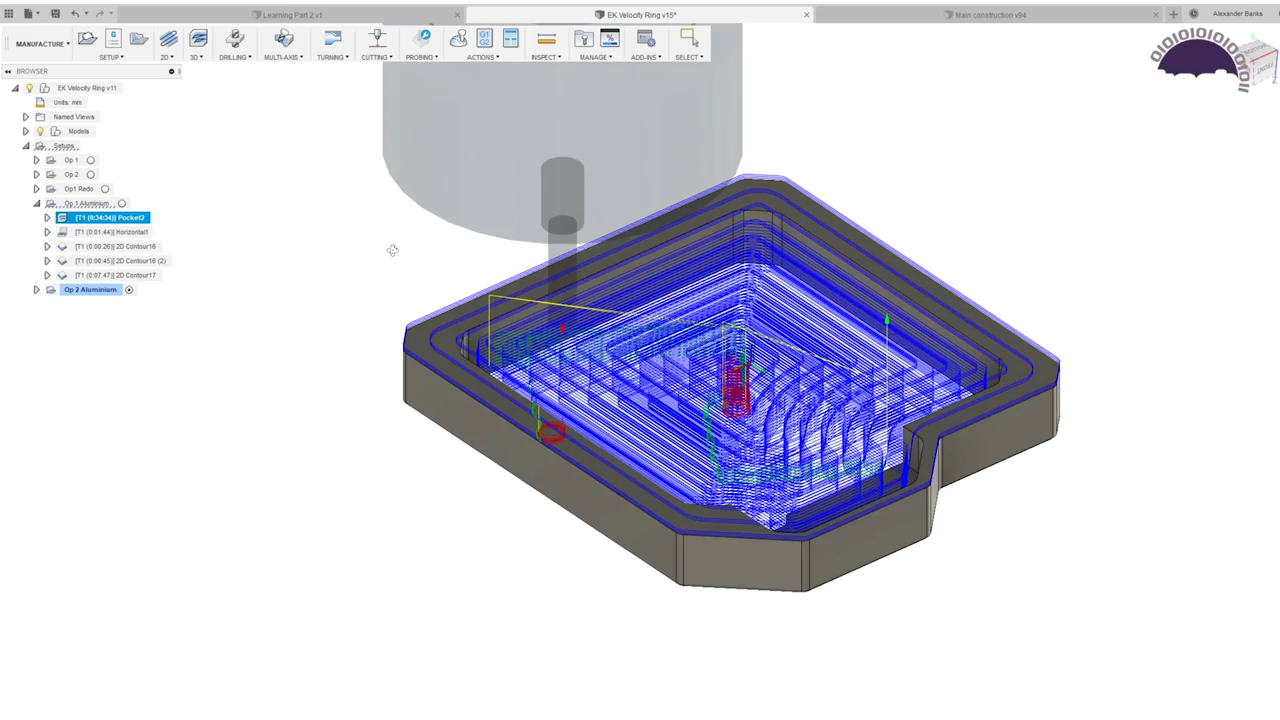 Learning Part 2 v1
EK Velocity Ring v15*
Main construction v94
Alexander Banks
MANUFACTURE
SETUP
2D
3D
DRILLING
MULTI-AXIS
TURNING
CUTTING
PROBING
ACTIONS
INSPECT
MANAGE
ADD-INS
SELECT
G
G1
G2
BROWSER
EK Velocity Ring v11
Units: mm
Named Views
Models
Setups
Op 1
Op 2
Op1 Redo
Op 1 Aluminium
[T1 (0:34:34)] Pocket2
[T1 (0:01:44)] Horizontal1
[T1 (0:00:26)] 2D Contour16
[T1 (0:00:45)] 2D Contour16 (2)
[T1 (0:07:47)] 2D Contour17
Op 2 Aluminium
FRONT
Z